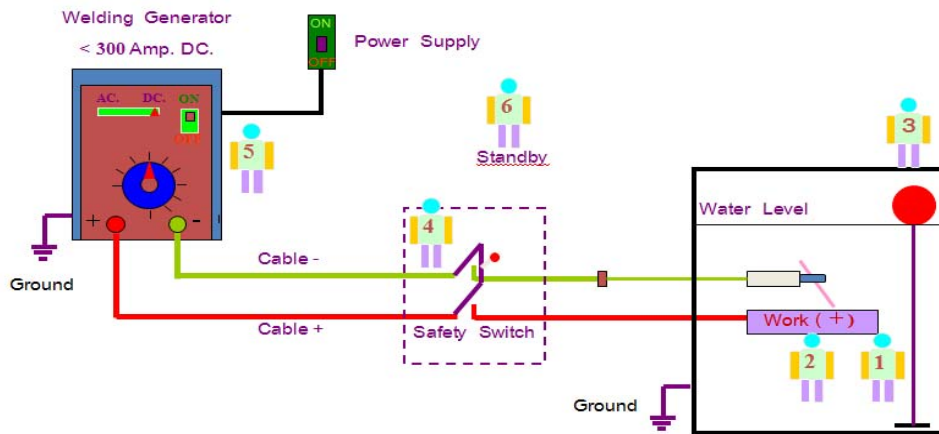 Welding Generator
< 300 Amp. DC.
ON
OFF
Power Supply
AC. DC. ON
OFF
5
6
Standby
3
+ -
Ground
4
Cable -
Cable +
Safety Switch
Water Level
Work ( + )
2 1
Ground